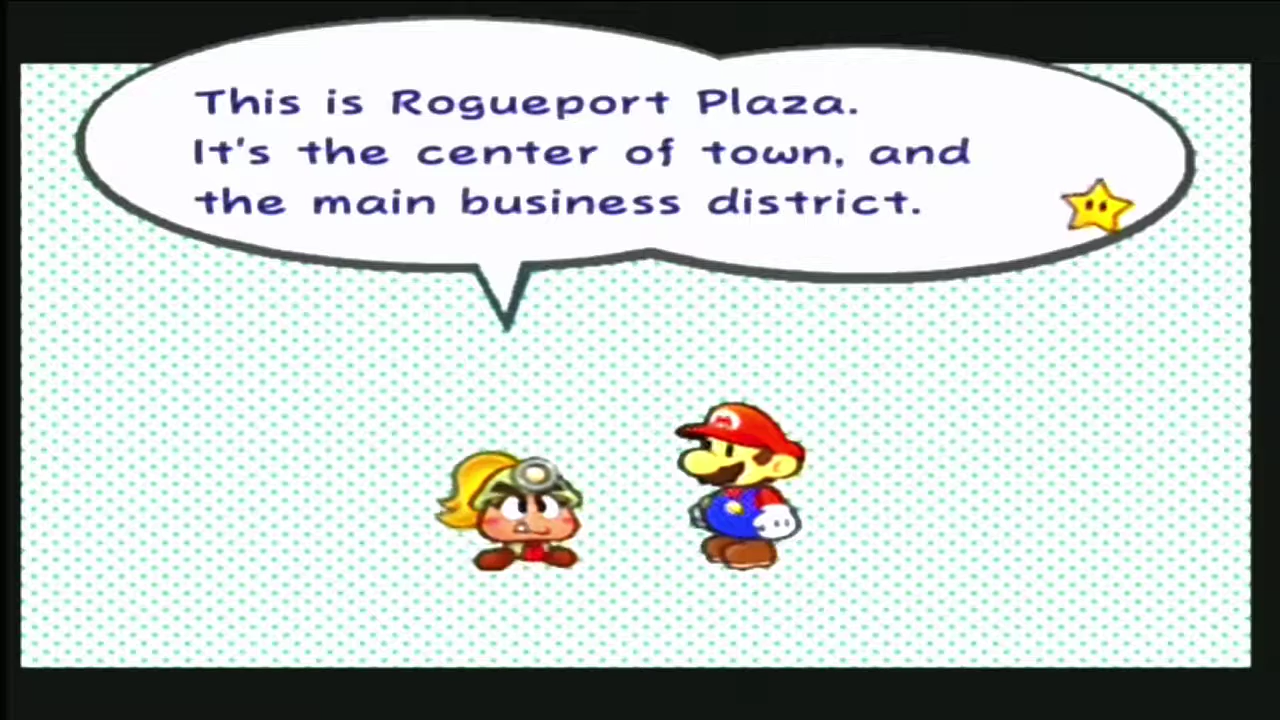 This is Rogueport Plaza.
It's the center of town, and
the main business district.